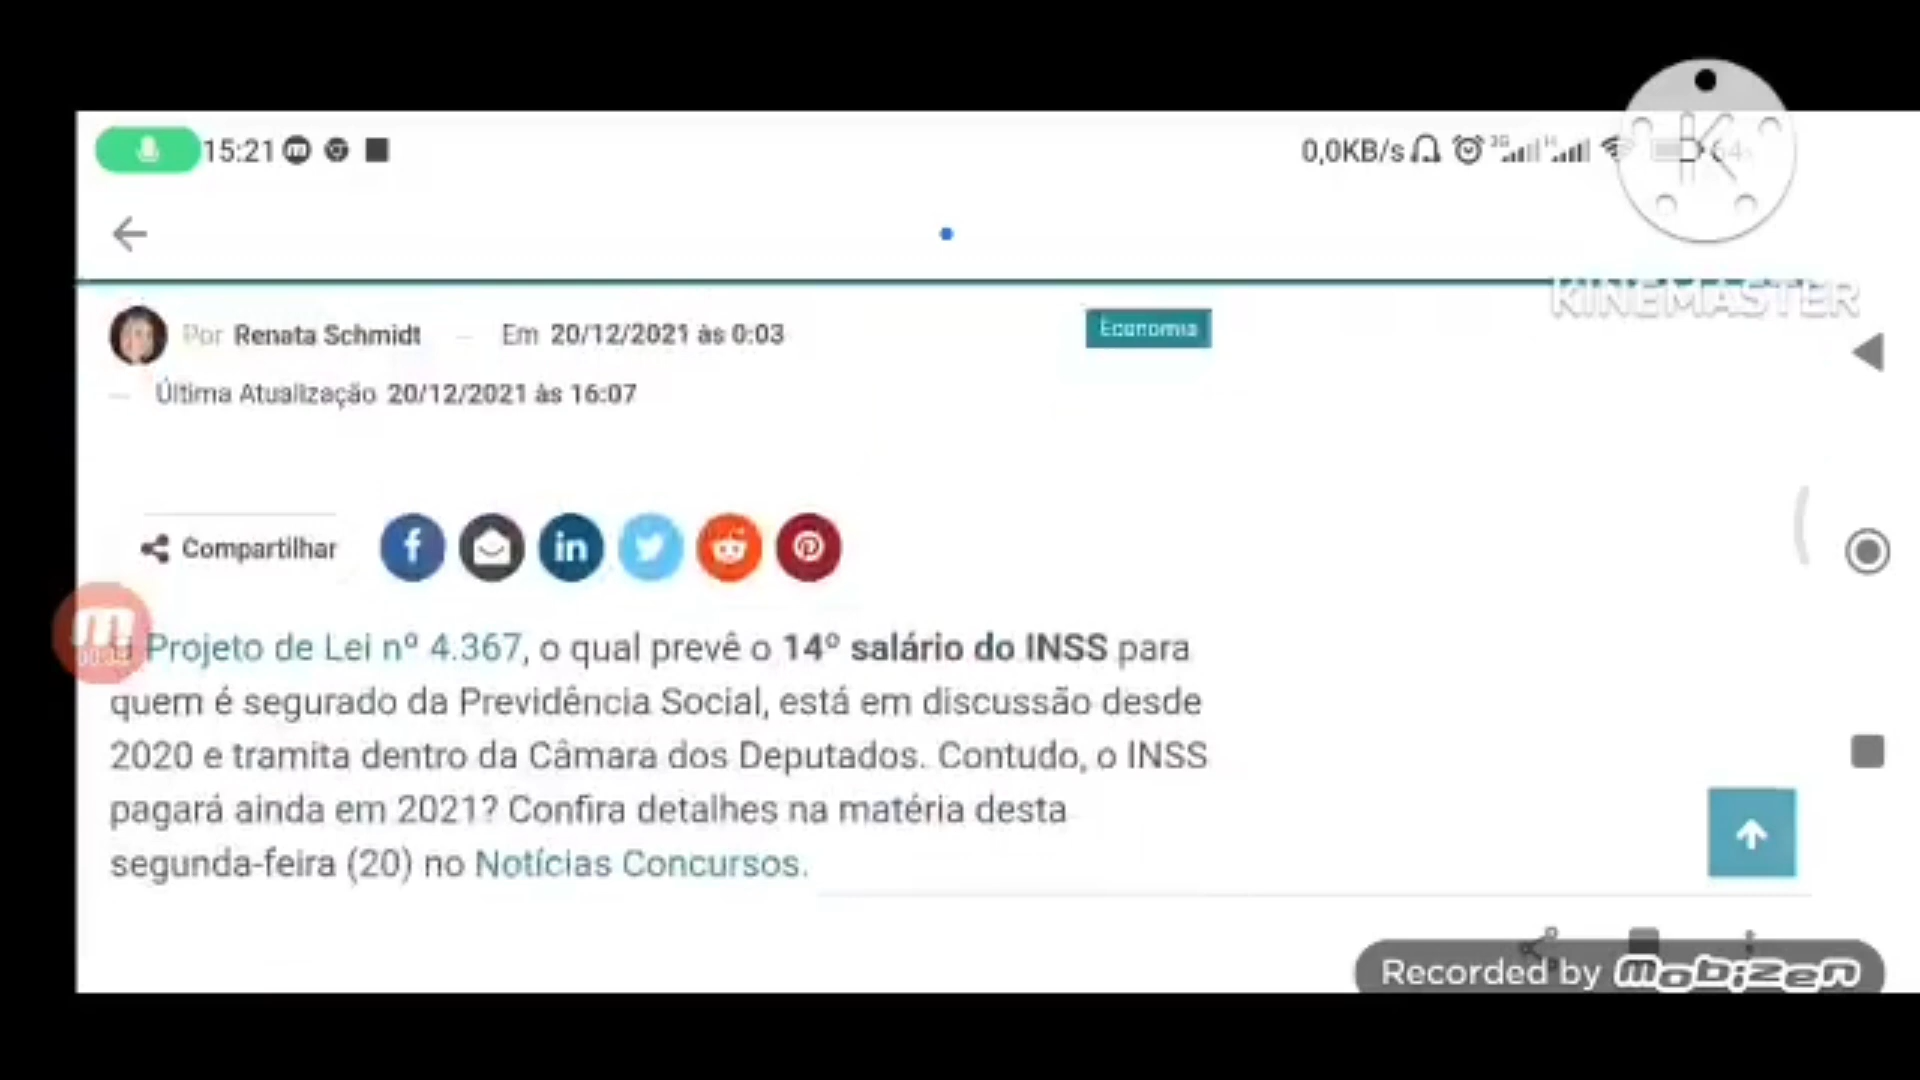 15:21
0,0KB/s 3G H 64
KINEMASTER
Por Renata Schmidt — Em 20/12/2021 às 0:03
Economia
— Última Atualização 20/12/2021 às 16:07
Compartilhar
Projeto de Lei nº 4.367, o qual prevê o 14º salário do INSS para
quem é segurado da Previdência Social, está em discussão desde
2020 e tramita dentro da Câmara dos Deputados. Contudo, o INSS
pagará ainda em 2021? Confira detalhes na matéria desta
segunda-feira (20) no Notícias Concursos.
Recorded by mobizen